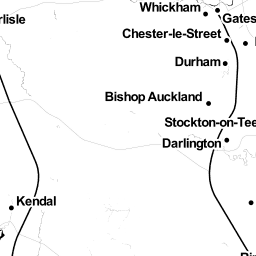 Whickham
Gates
rlisle
Chester-le-Street
Durham
Bishop Auckland
Stockton-on-Tee
Darlington
Kendal